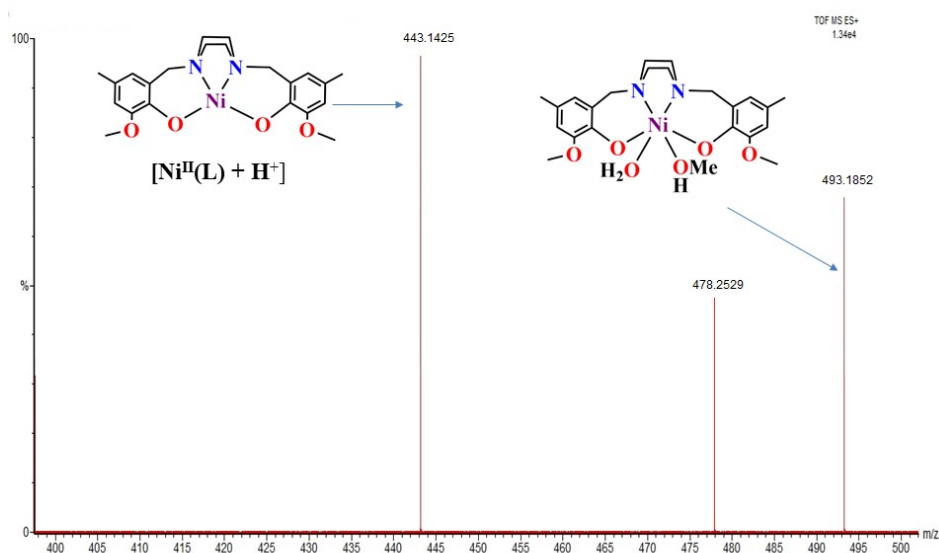 TOF MS ES+
1.34e4
100
%
0
443.1425
478.2529
493.1852
N N
Ni
O O
O O
[Niᴵᴵ(L) + H⁺]
N N
Ni
O O
O O
H₂O OMe
H
400 405 410 415 420 425 430 435 440 445 450 455 460 465 470 475 480 485 490 495 500 m/z